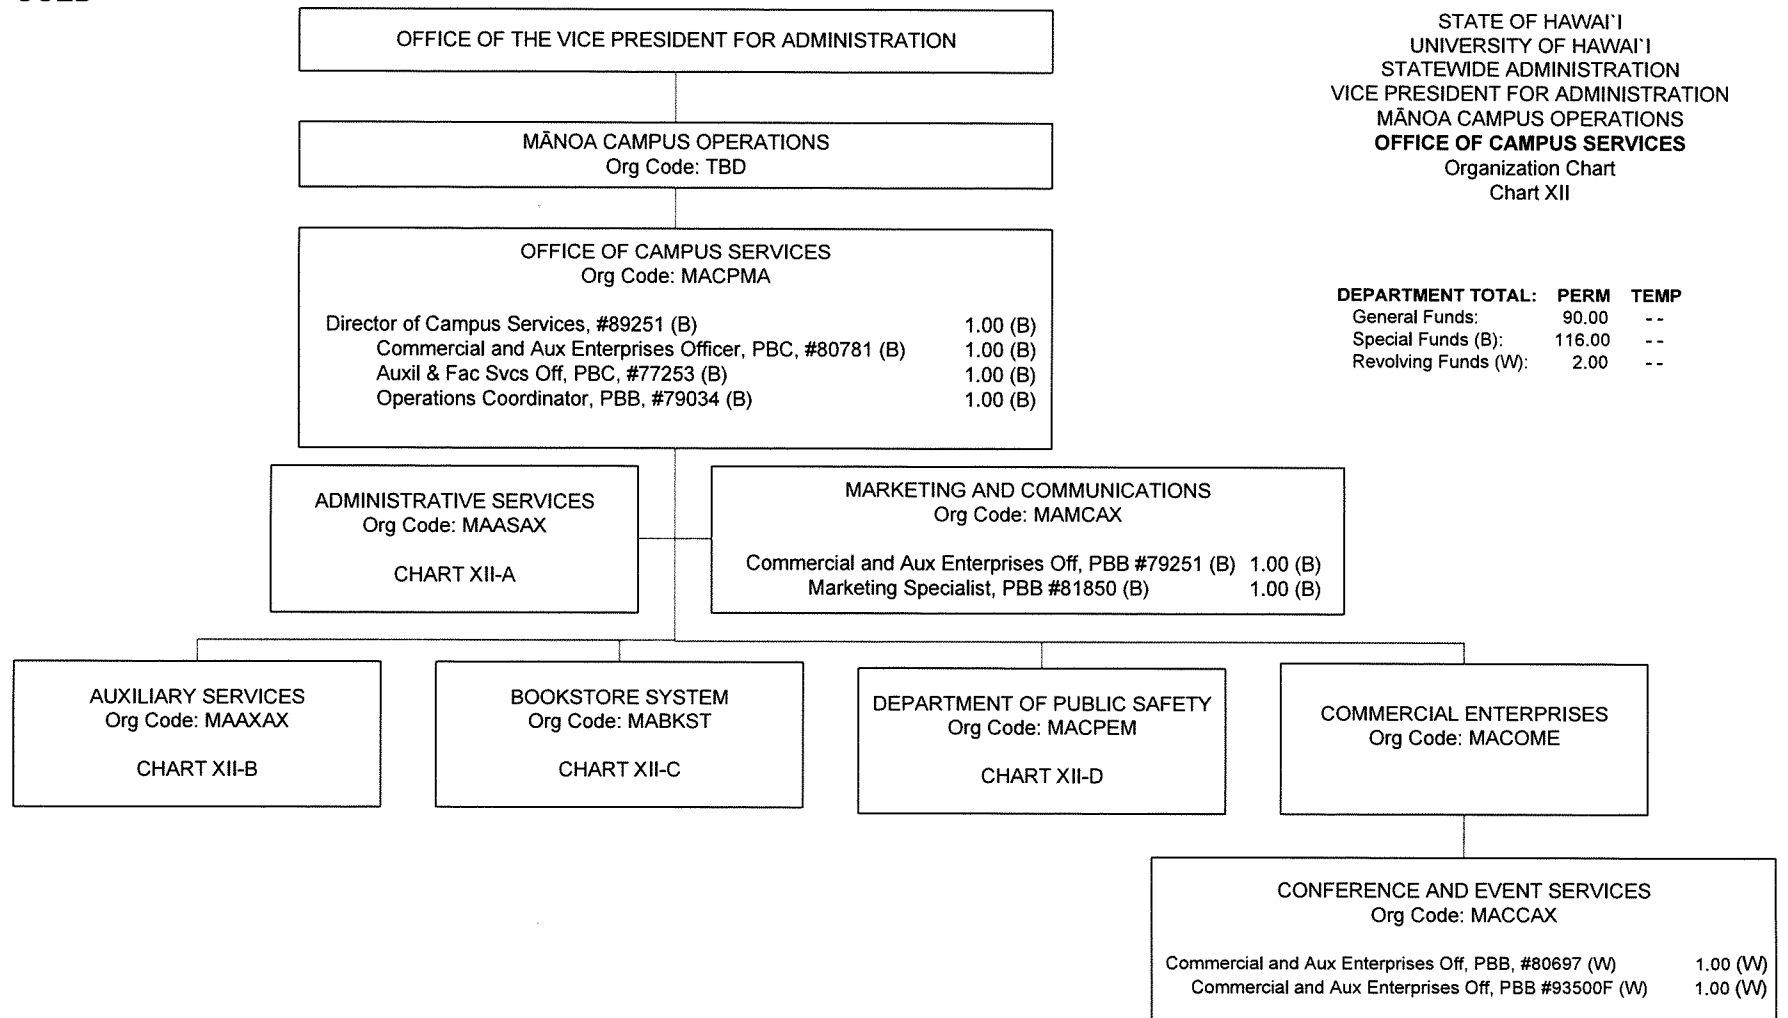 OFFICE OF THE VICE PRESIDENT FOR ADMINISTRATION
STATE OF HAWAI`I
UNIVERSITY OF HAWAI`I
STATEWIDE ADMINISTRATION
VICE PRESIDENT FOR ADMINISTRATION
MĀNOA CAMPUS OPERATIONS
OFFICE OF CAMPUS SERVICES
Organization Chart
Chart XII
MĀNOA CAMPUS OPERATIONS
Org Code: TBD
OFFICE OF CAMPUS SERVICES
Org Code: MACPMA
Director of Campus Services, #89251 (B) 1.00 (B)
Commercial and Aux Enterprises Officer, PBC, #80781 (B) 1.00 (B)
Auxil & Fac Svcs Off, PBC, #77253 (B) 1.00 (B)
Operations Coordinator, PBB, #79034 (B) 1.00 (B)
DEPARTMENT TOTAL: PERM TEMP
General Funds: 90.00 - -
Special Funds (B): 116.00 - -
Revolving Funds (W): 2.00 - -
ADMINISTRATIVE SERVICES
Org Code: MAASAX
CHART XII-A
MARKETING AND COMMUNICATIONS
Org Code: MAMCAX
Commercial and Aux Enterprises Off, PBB #79251 (B) 1.00 (B)
Marketing Specialist, PBB #81850 (B) 1.00 (B)
AUXILIARY SERVICES
Org Code: MAAXAX
CHART XII-B
BOOKSTORE SYSTEM
Org Code: MABKST
CHART XII-C
DEPARTMENT OF PUBLIC SAFETY
Org Code: MACPEM
CHART XII-D
COMMERCIAL ENTERPRISES
Org Code: MACOME
CONFERENCE AND EVENT SERVICES
Org Code: MACCAX
Commercial and Aux Enterprises Off, PBB, #80697 (W) 1.00 (W)
Commercial and Aux Enterprises Off, PBB #93500F (W) 1.00 (W)